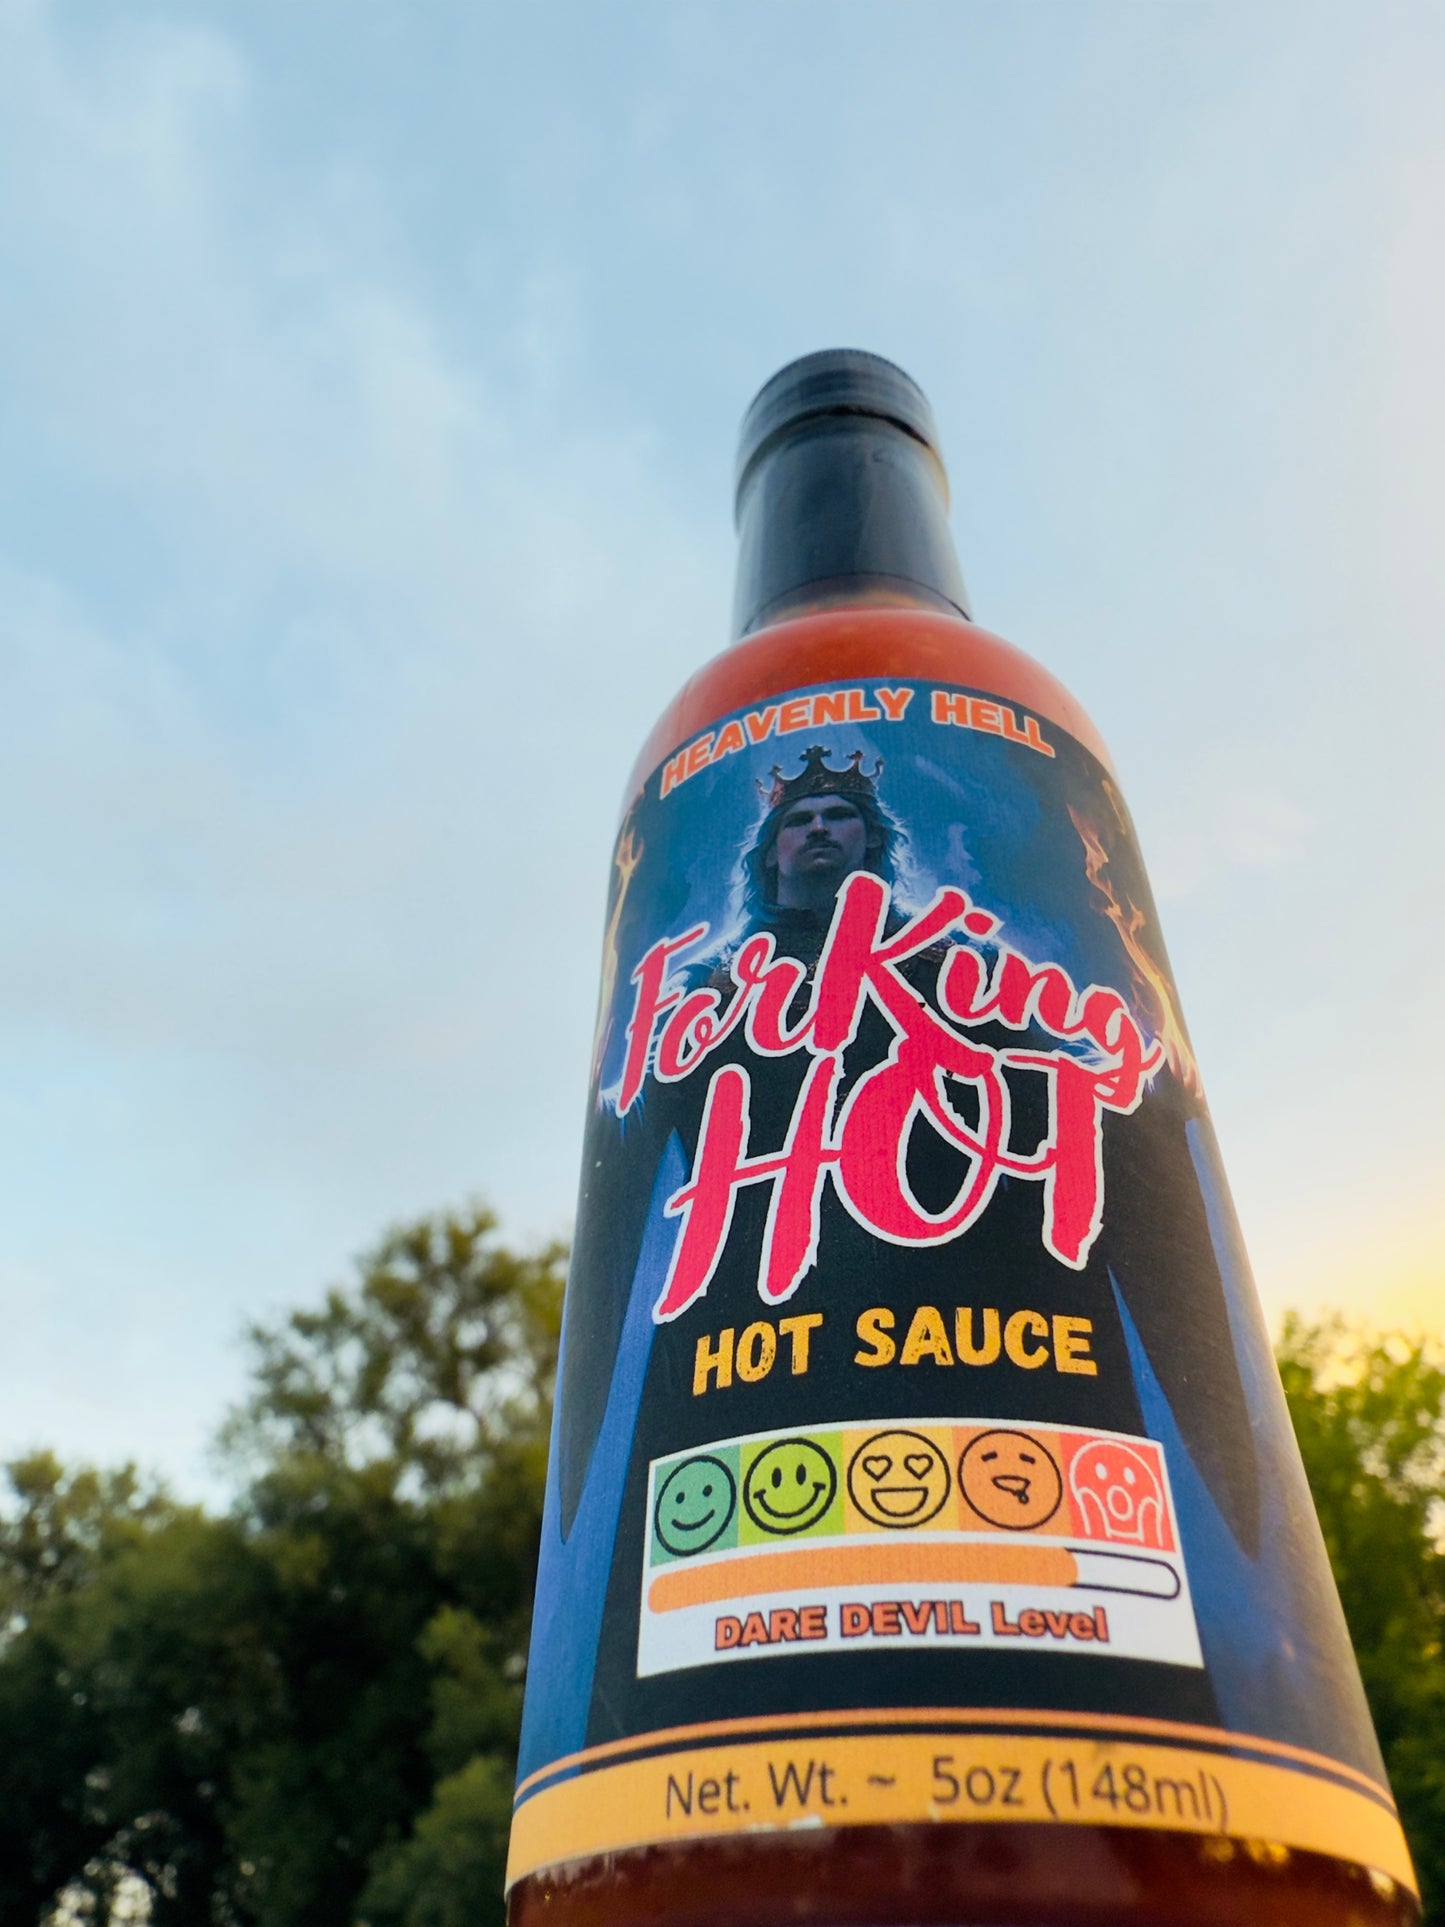 HEAVENLY HELL
ForKing
HOT
HOT SAUCE
DARE DEVIL Level
Net. Wt. ~ 5oz (148ml)